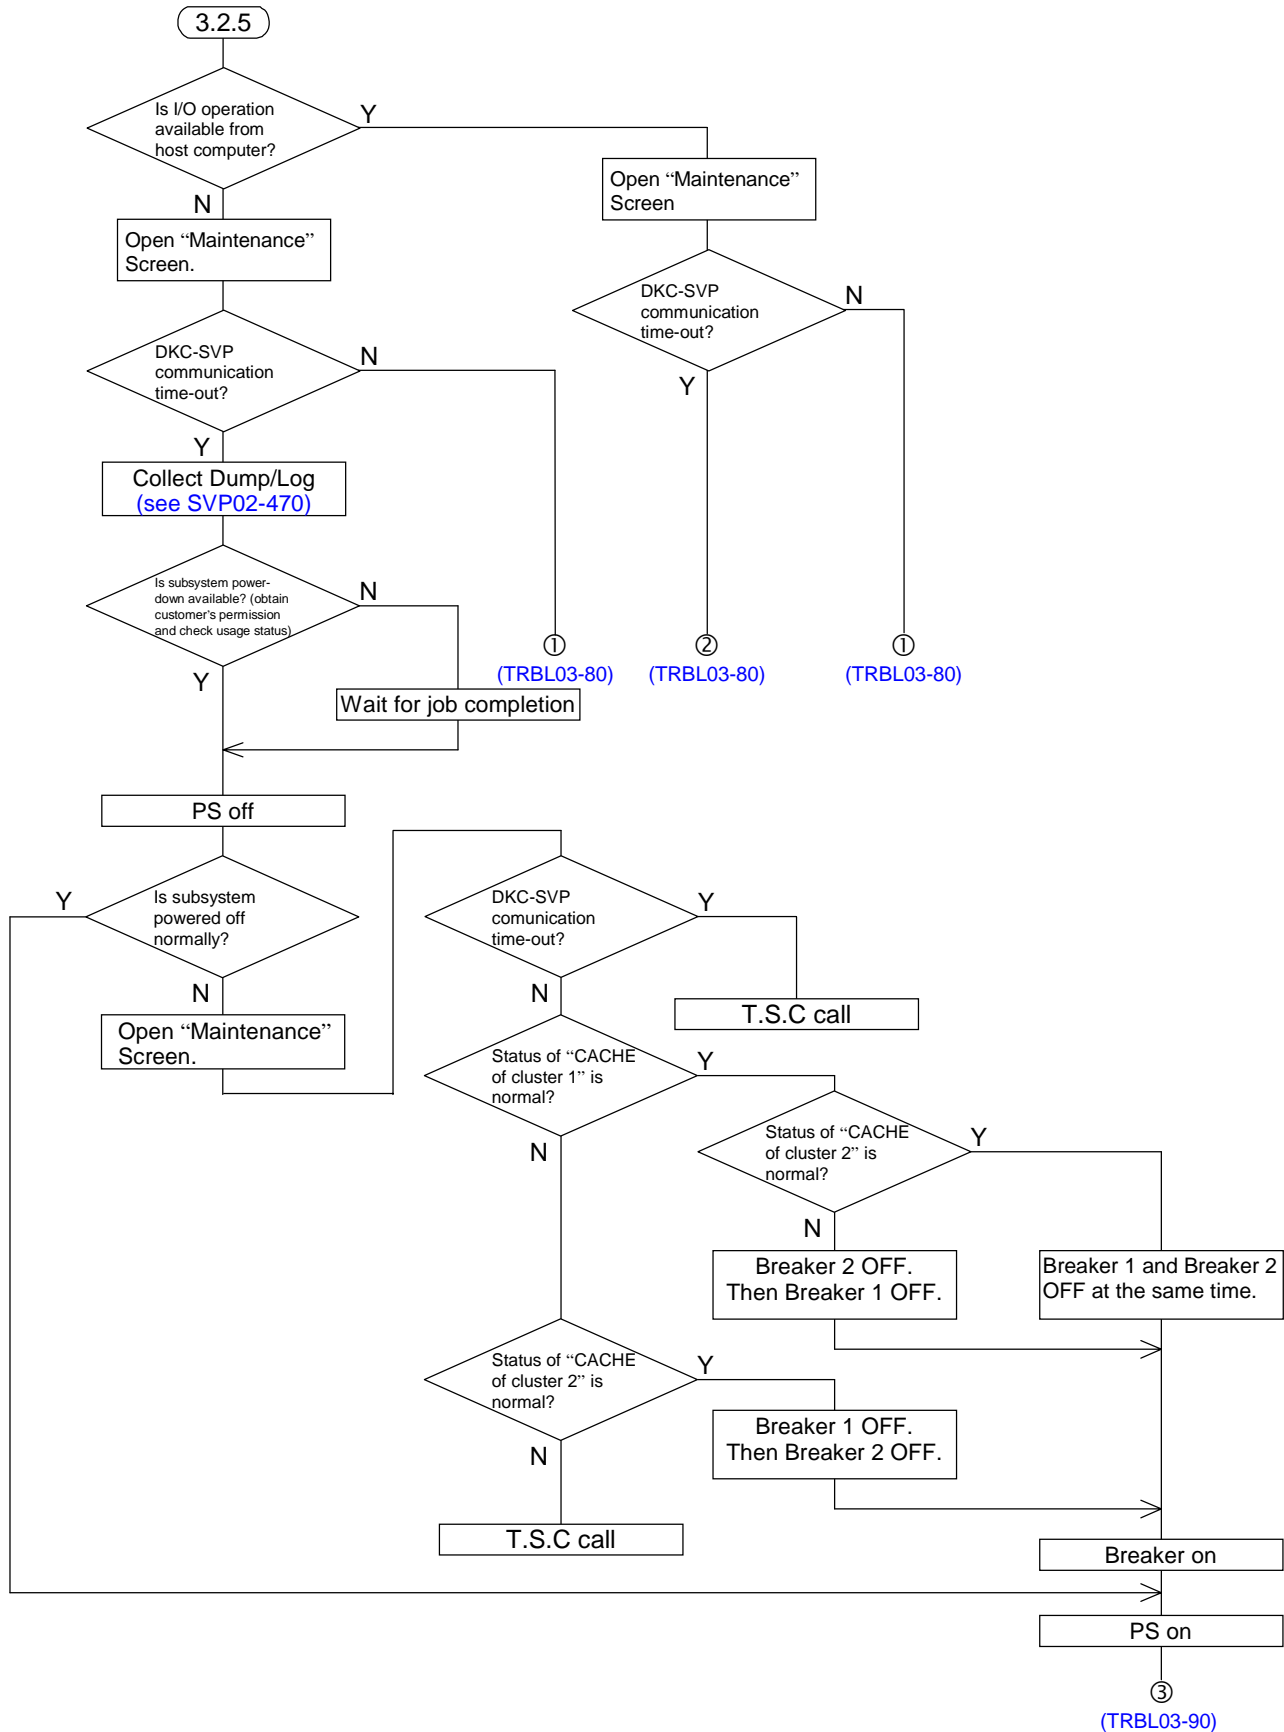 3.2.5
Is I/O operation
available from
host computer?
Y
N
Open “Maintenance”
Screen
Open “Maintenance”
Screen.
DKC-SVP
communication
time-out?
N
Y
DKC-SVP
communication
time-out?
N
Y
Collect Dump/Log
(see SVP02-470)
Is subsystem power-
down available? (obtain
customer's permission
and check usage status)
N
Y
①
(TRBL03-80)
②
(TRBL03-80)
①
(TRBL03-80)
Wait for job completion
PS off
Is subsystem
powered off
normally?
Y
N
Open “Maintenance”
Screen.
DKC-SVP
comunication
time-out?
Y
N
T.S.C call
Status of “CACHE
of cluster 1” is
normal?
Y
N
Status of “CACHE
of cluster 2” is
normal?
Y
N
Breaker 2 OFF.
Then Breaker 1 OFF.
Breaker 1 and Breaker 2
OFF at the same time.
Status of “CACHE
of cluster 2” is
normal?
Y
N
Breaker 1 OFF.
Then Breaker 2 OFF.
T.S.C call
Breaker on
PS on
③
(TRBL03-90)